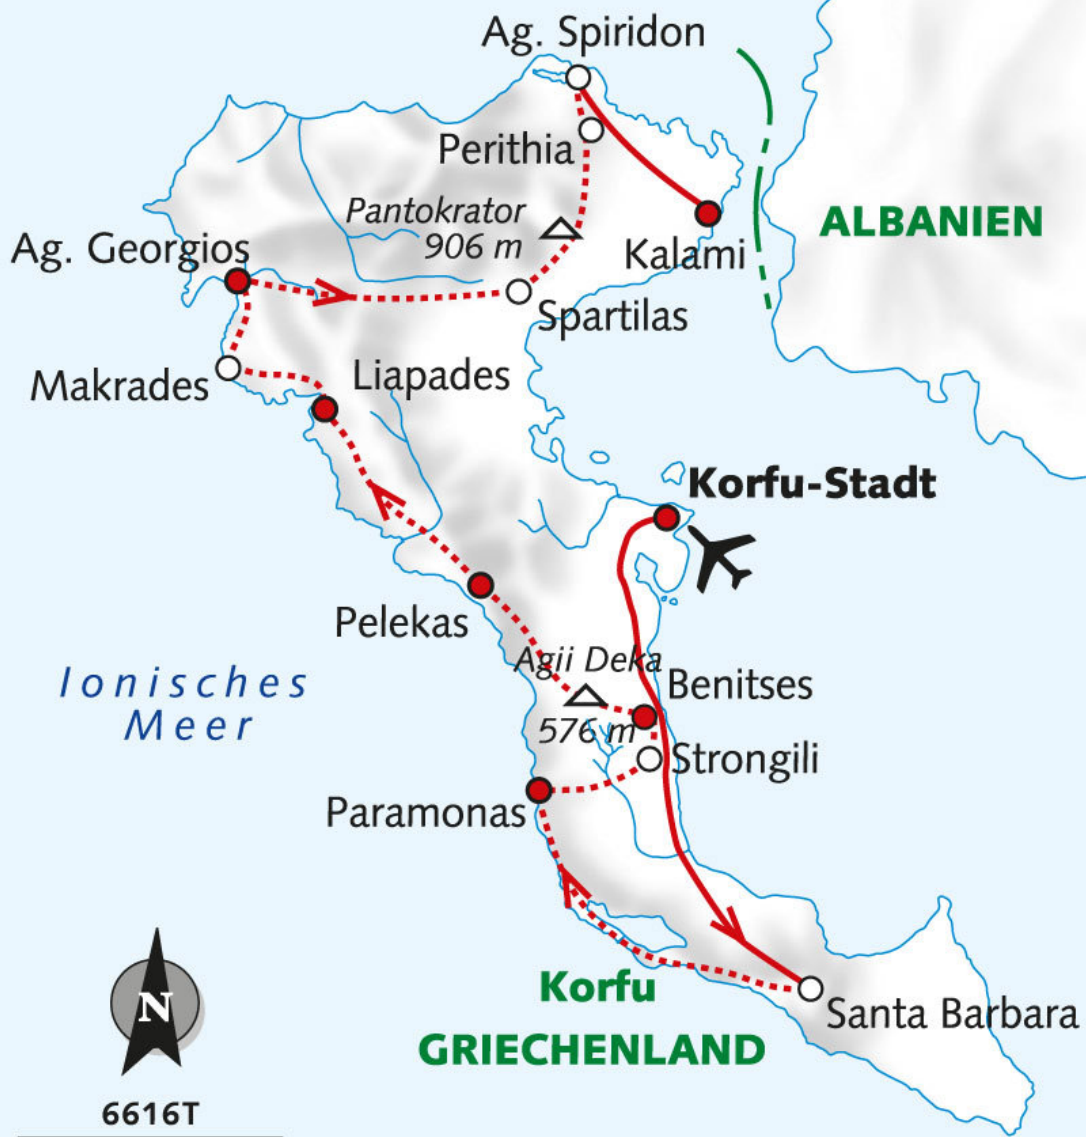 Ag. Spiridon
Perithia
Pantokrator
906 m
ALBANIEN
Ag. Georgios
Kalami
Spartilas
Makrades
Liapades
Korfu-Stadt
Pelekas
Ionisches
Meer
Agii Deka
576 m
Benitses
Strongili
Paramonas
Korfu
GRIECHENLAND
Santa Barbara
N
6616T